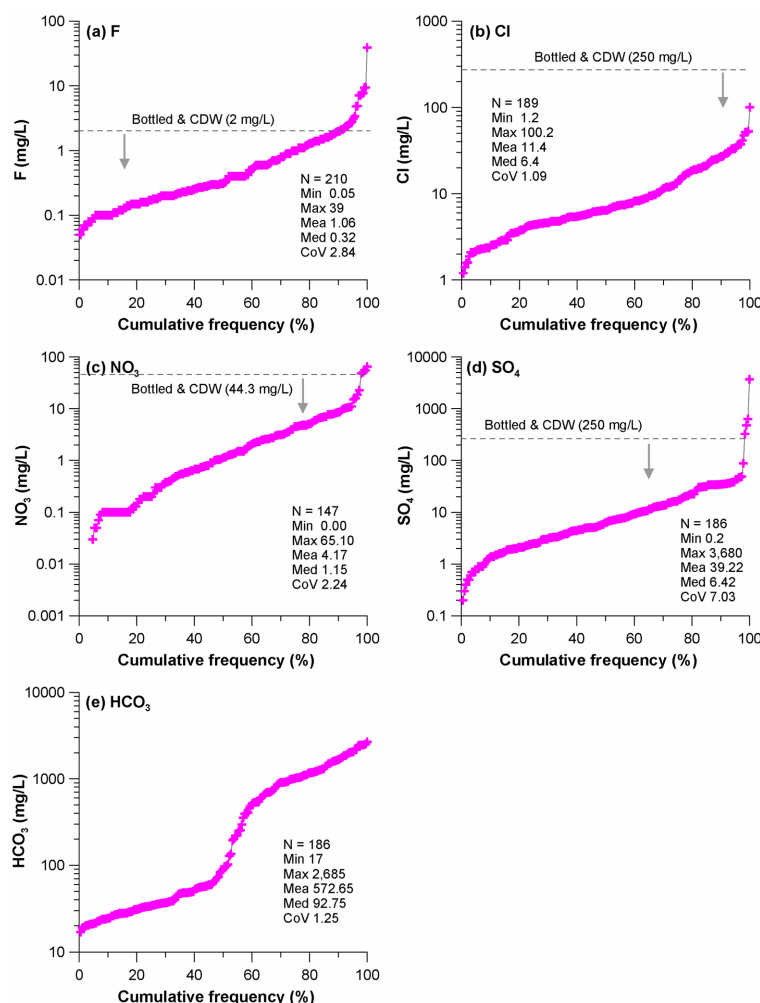 (a) F
Bottled & CDW (2 mg/L)
N = 210
Min 0.05
Max 39
Mea 1.06
Med 0.32
CoV 2.84
100
10
1
0.1
0.01
F (mg/L)
0 20 40 60 80 100
Cumulative frequency (%)
(b) Cl
Bottled & CDW (250 mg/L)
N = 189
Min 1.2
Max 100.2
Mea 11.4
Med 6.4
CoV 1.09
1000
100
10
1
Cl (mg/L)
0 20 40 60 80 100
Cumulative frequency (%)
(c) NO₃
Bottled & CDW (44.3 mg/L)
N = 147
Min 0.00
Max 65.10
Mea 4.17
Med 1.15
CoV 2.24
100
10
1
0.1
0.01
0.001
NO₃ (mg/L)
0 20 40 60 80 100
Cumulative frequency (%)
(d) SO₄
Bottled & CDW (250 mg/L)
N = 186
Min 0.2
Max 3,680
Mea 39.22
Med 6.42
CoV 7.03
10000
1000
100
10
1
0.1
SO₄ (mg/L)
0 20 40 60 80 100
Cumulative frequency (%)
(e) HCO₃
N = 186
Min 17
Max 2,685
Mea 572.65
Med 92.75
CoV 1.25
10000
1000
100
10
HCO₃ (mg/L)
0 20 40 60 80 100
Cumulative frequency (%)